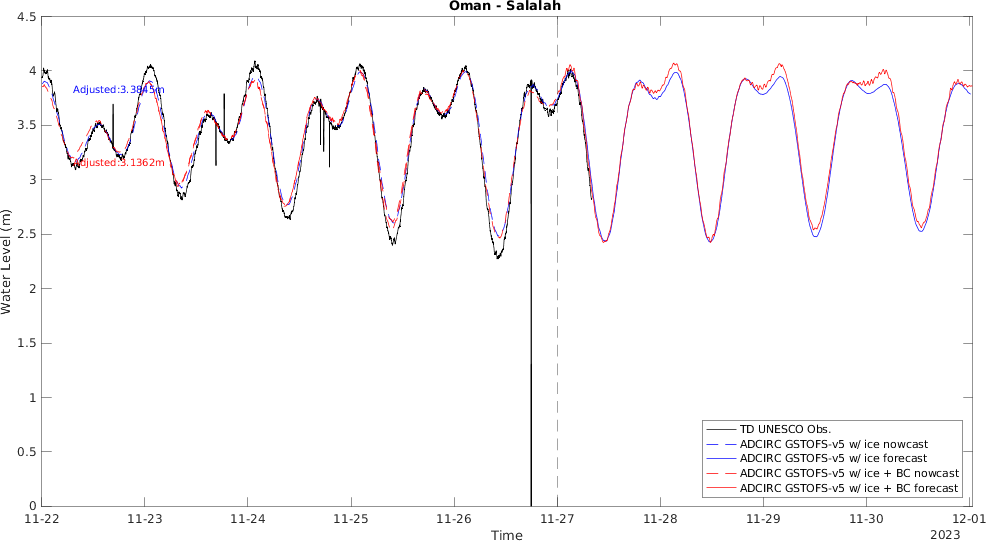 Oman - Salalah
4.5
4
3.5
3
2.5
2
1.5
1
0.5
0
Water Level (m)
Adjusted:3.3845m
Adjusted:3.1362m
TD UNESCO Obs.
ADCIRC GSTOFS-v5 w/ ice nowcast
ADCIRC GSTOFS-v5 w/ ice forecast
ADCIRC GSTOFS-v5 w/ ice + BC nowcast
ADCIRC GSTOFS-v5 w/ ice + BC forecast
11-22 11-23 11-24 11-25 11-26 11-27 11-28 11-29 11-30 12-01
Time
2023